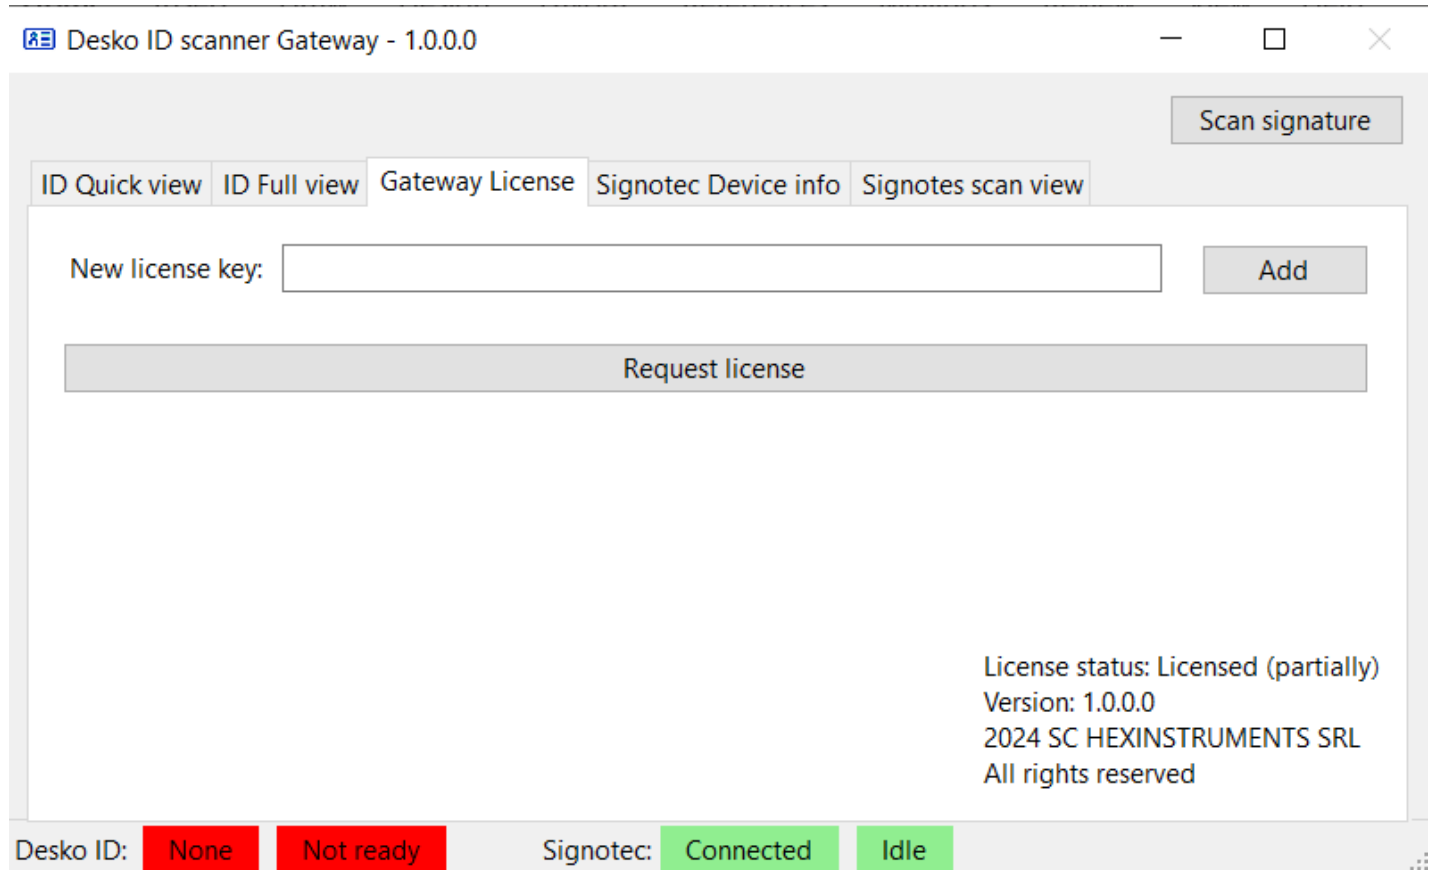 Desko ID scanner Gateway - 1.0.0.0
Scan signature
ID Quick view ID Full view Gateway License Signotec Device info Signotes scan view
New license key: Add
Request license
License status: Licensed (partially)
Version: 1.0.0.0
2024 SC HEXINSTRUMENTS SRL
All rights reserved
Desko ID: None Not ready Signotec: Connected Idle